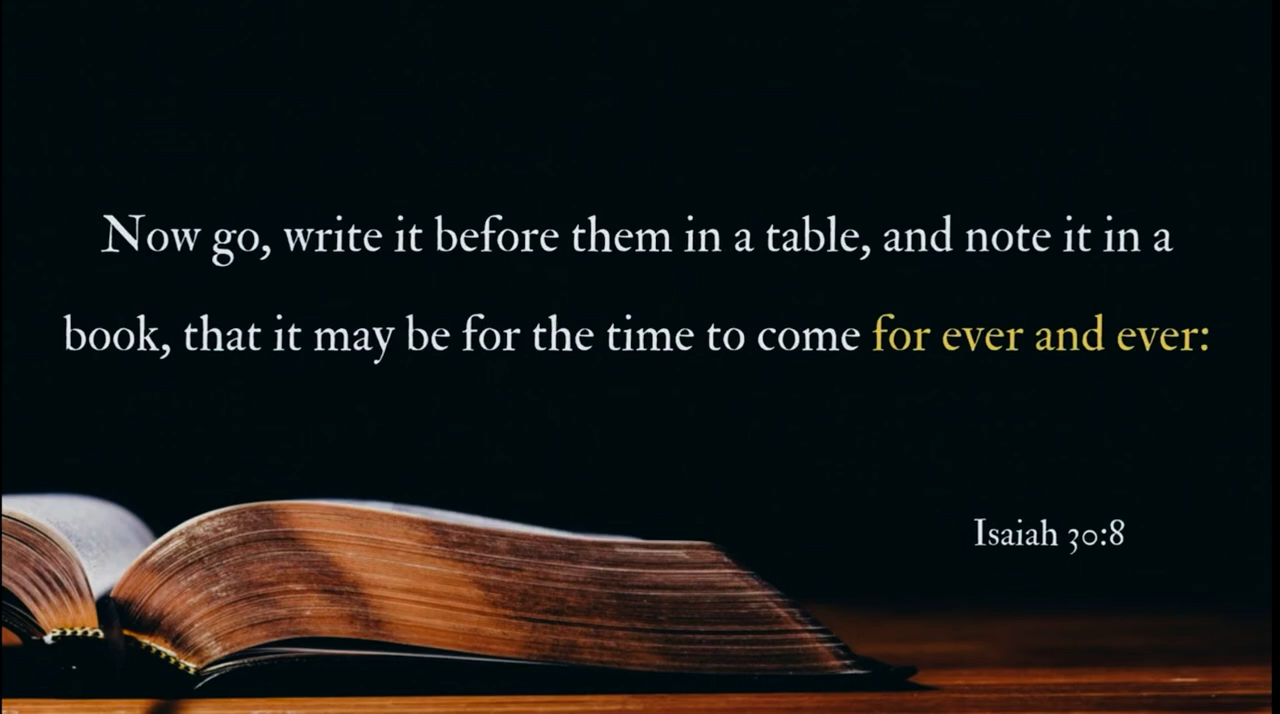 Now go, write it before them in a table, and note it in a
book, that it may be for the time to come for ever and ever:
Isaiah 30:8